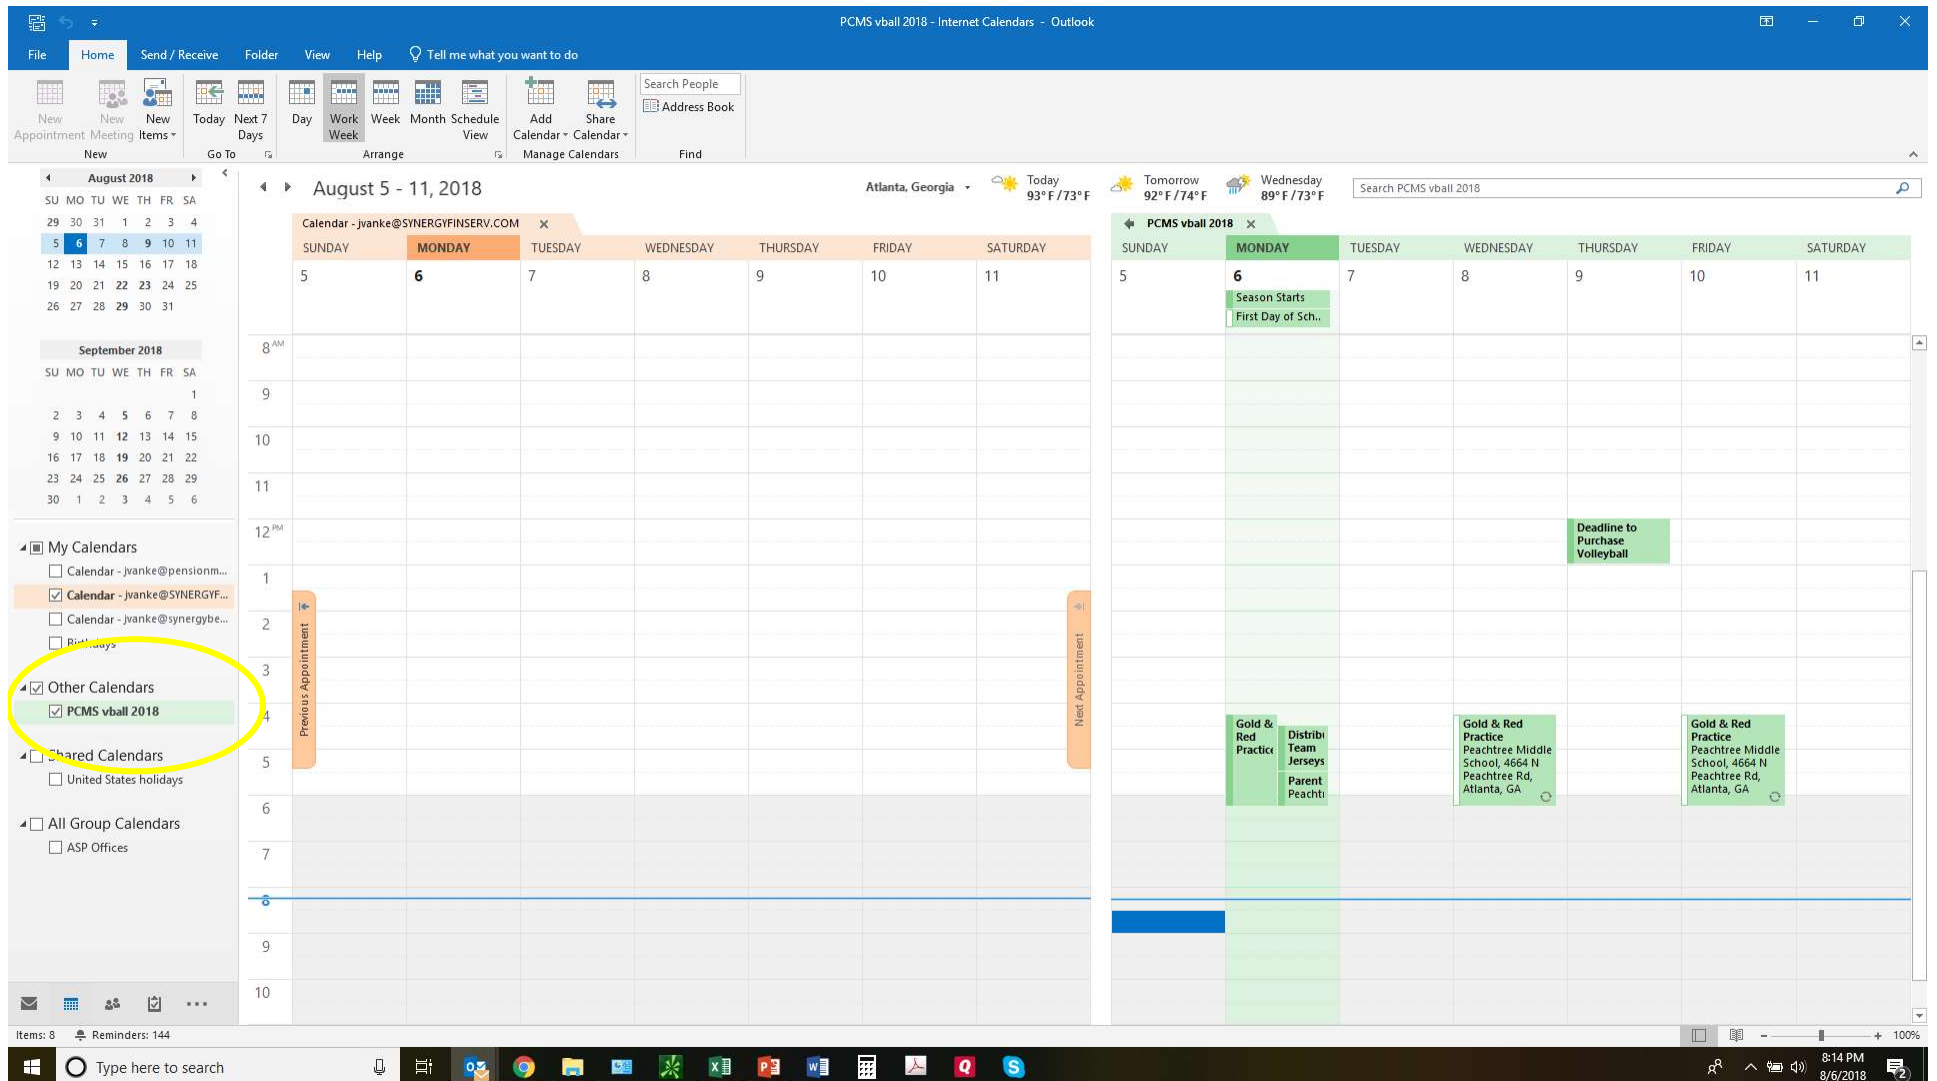 PCMS vball 2018 - Internet Calendars - Outlook
File Home Send / Receive Folder View Help Tell me what you want to do
New Appointment
New Meeting
New Items
New
Today
Next 7 Days
Go To
Day
Work Week
Week
Month
Schedule View
Arrange
Add Calendar
Share Calendar
Manage Calendars
Search People
Address Book
Find
August 2018
SU MO TU WE TH FR SA
29 30 31 1 2 3 4
5 6 7 8 9 10 11
12 13 14 15 16 17 18
19 20 21 22 23 24 25
26 27 28 29 30 31
September 2018
SU MO TU WE TH FR SA
1
2 3 4 5 6 7 8
9 10 11 12 13 14 15
16 17 18 19 20 21 22
23 24 25 26 27 28 29
30 1 2 3 4 5 6
My Calendars
Calendar - jvanke@pensionm...
Calendar - jvanke@SYNERGYF...
Calendar - jvanke@synergybe...
Birthdays
Other Calendars
PCMS vball 2018
Shared Calendars
United States holidays
All Group Calendars
ASP Offices
August 5 - 11, 2018
Atlanta, Georgia
Today
93°F/73°F
Tomorrow
92°F/74°F
Wednesday
89°F/73°F
Search PCMS vball 2018
Calendar - jvanke@SYNERGYFINSERV.COM
SUNDAY MONDAY TUESDAY WEDNESDAY THURSDAY FRIDAY SATURDAY
5 6 7 8 9 10 11
8 AM
9
10
11
12 PM
1
2
3
4
5
6
7
8
9
10
Previous Appointment
Next Appointment
PCMS vball 2018
SUNDAY MONDAY TUESDAY WEDNESDAY THURSDAY FRIDAY SATURDAY
5 6 7 8 9 10 11
Season Starts
First Day of Sch..
Deadline to
Purchase
Volleyball
Gold &
Red
Practice
Distribu
Team
Jerseys
Parent
Peachtr
Gold & Red
Practice
Peachtree Middle
School, 4664 N
Peachtree Rd,
Atlanta, GA
Gold & Red
Practice
Peachtree Middle
School, 4664 N
Peachtree Rd,
Atlanta, GA
Items: 8 Reminders: 144
100%
Type here to search
8:14 PM
8/6/2018
2